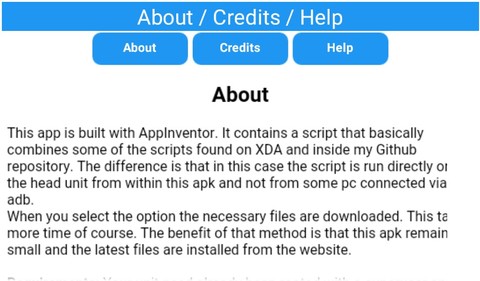 About / Credits / Help
About Credits Help
About
This app is built with AppInventor. It contains a script that basically
combines some of the scripts found on XDA and inside my Github
repository. The difference is that in this case the script is run directly or
the head unit from within this apk and not from some pc connected via
adb.
When you select the option the necessary files are downloaded. This ta
more time of course. The benefit of that method is that this apk remain
small and the latest files are installed from the website.